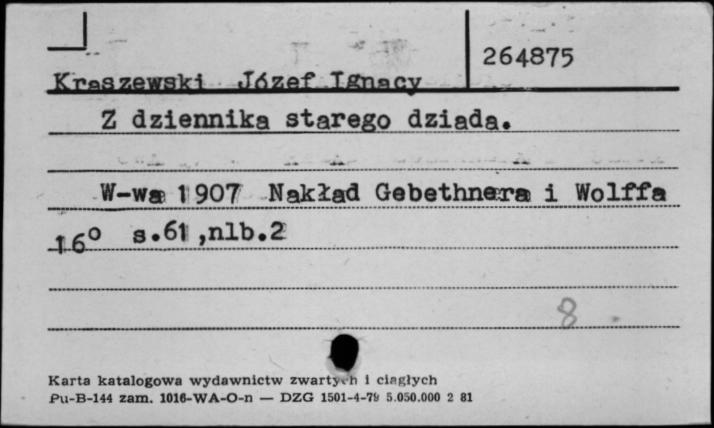 264875
Kraszewski Józef Ignacy
Z dziennika starego dziada.
W-wa 1907 Nakład Gebethnera i Wolffa
16° s.61,nlb.2
8
Karta katalogowa wydawnictw zwartych i ciągłych
Pu-B-144 zam. 1016-WA-O-n — DZG 1501-4-79 5.050.000 2 81